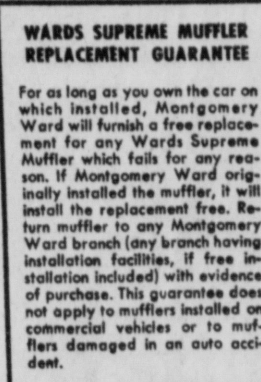 WARDS SUPREME MUFFLER
REPLACEMENT GUARANTEE
For as long as you own the car on
which installed, Montgomery
Ward will furnish a free replace-
ment for any Wards Supreme
Muffler which fails for any rea-
son. If Montgomery Ward orig-
inally installed the muffler, it will
install the replacement free. Re-
turn muffler to any Montgomery
Ward branch (any branch having
installation facilities, if free in-
stallation included) with evidence
of purchase. This guarantee does
not apply to mufflers installed on
commercial vehicles or to muf-
flers damaged in an auto acci-
dent.